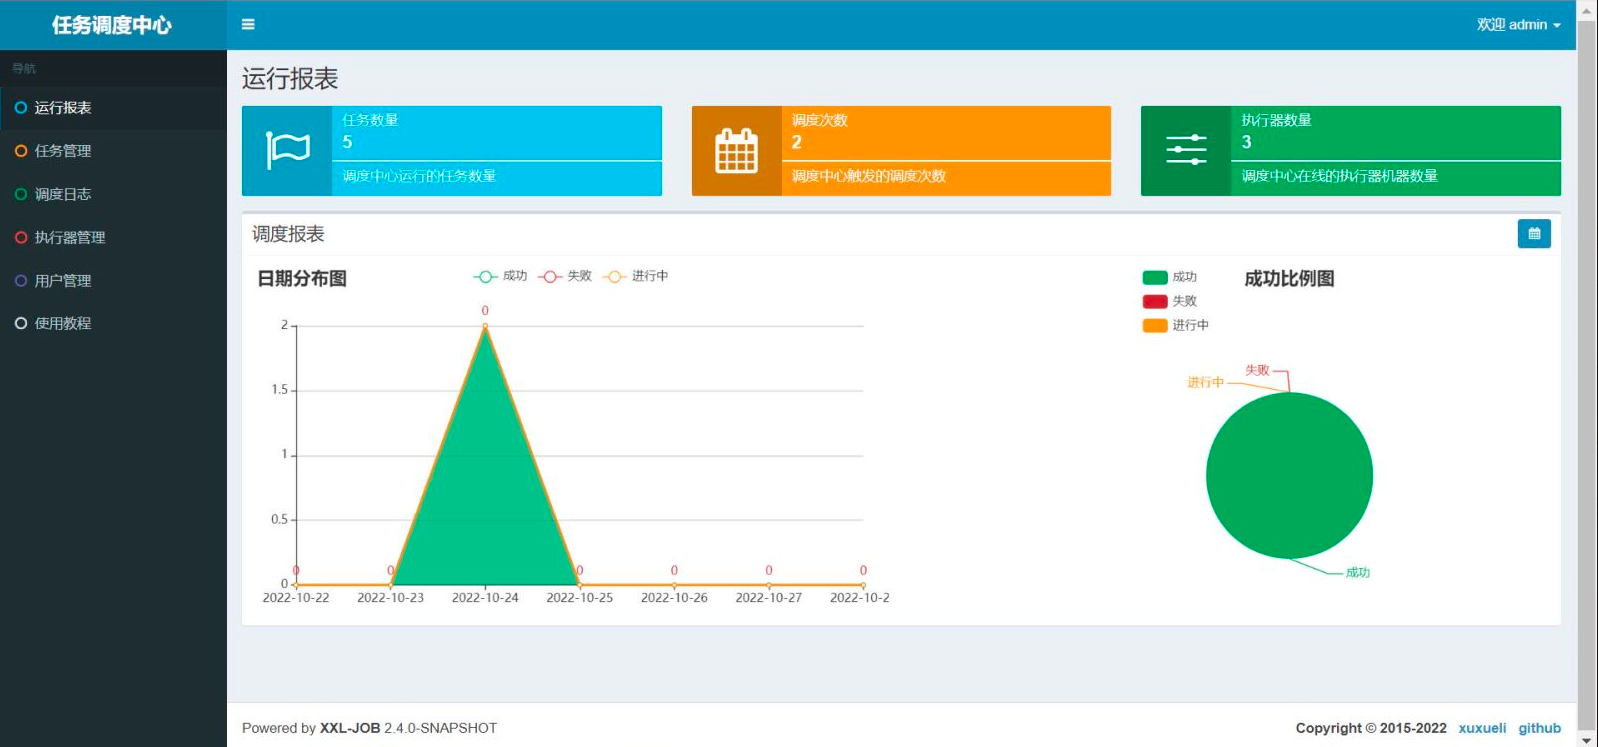 任务调度中心
欢迎 admin
导航
运行报表
任务管理
调度日志
执行器管理
用户管理
使用教程
运行报表
任务数量
5
调度中心运行的任务数量
调度次数
2
调度中心触发的调度次数
执行器数量
3
调度中心在线的执行器机器数量
调度报表
日期分布图
成功 失败 进行中
0
2
1.5
1
0.5
0
0 0 0 0 0 0
2022-10-22 2022-10-23 2022-10-24 2022-10-25 2022-10-26 2022-10-27 2022-10-2
成功
失败
进行中
成功比例图
失败
进行中
成功
Powered by XXL-JOB 2.4.0-SNAPSHOT
Copyright © 2015-2022 xuxueli github